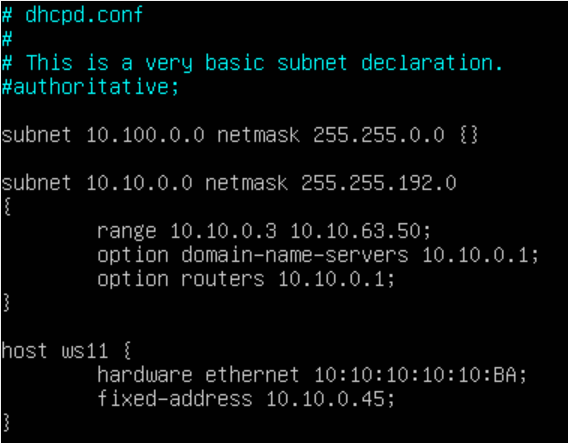 # dhcpd.conf
#
# This is a very basic subnet declaration.
#authoritative;
subnet 10.100.0.0 netmask 255.255.0.0 {}
subnet 10.10.0.0 netmask 255.255.192.0
{
range 10.10.0.3 10.10.63.50;
option domain-name-servers 10.10.0.1;
option routers 10.10.0.1;
}
host ws11 {
hardware ethernet 10:10:10:10:10:BA;
fixed-address 10.10.0.45;
}